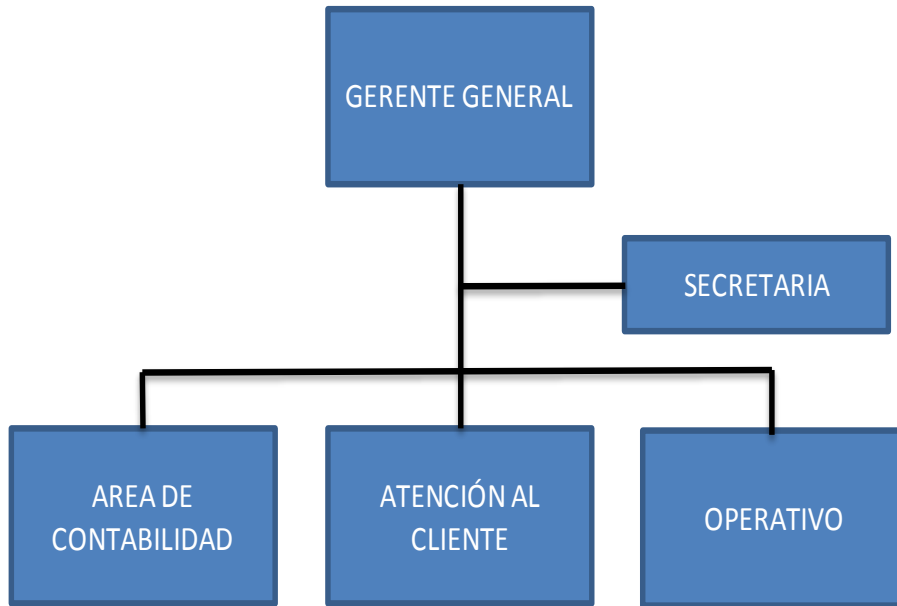 GERENTE GENERAL
SECRETARIA
AREA DE
CONTABILIDAD
ATENCIÓN AL
CLIENTE
OPERATIVO